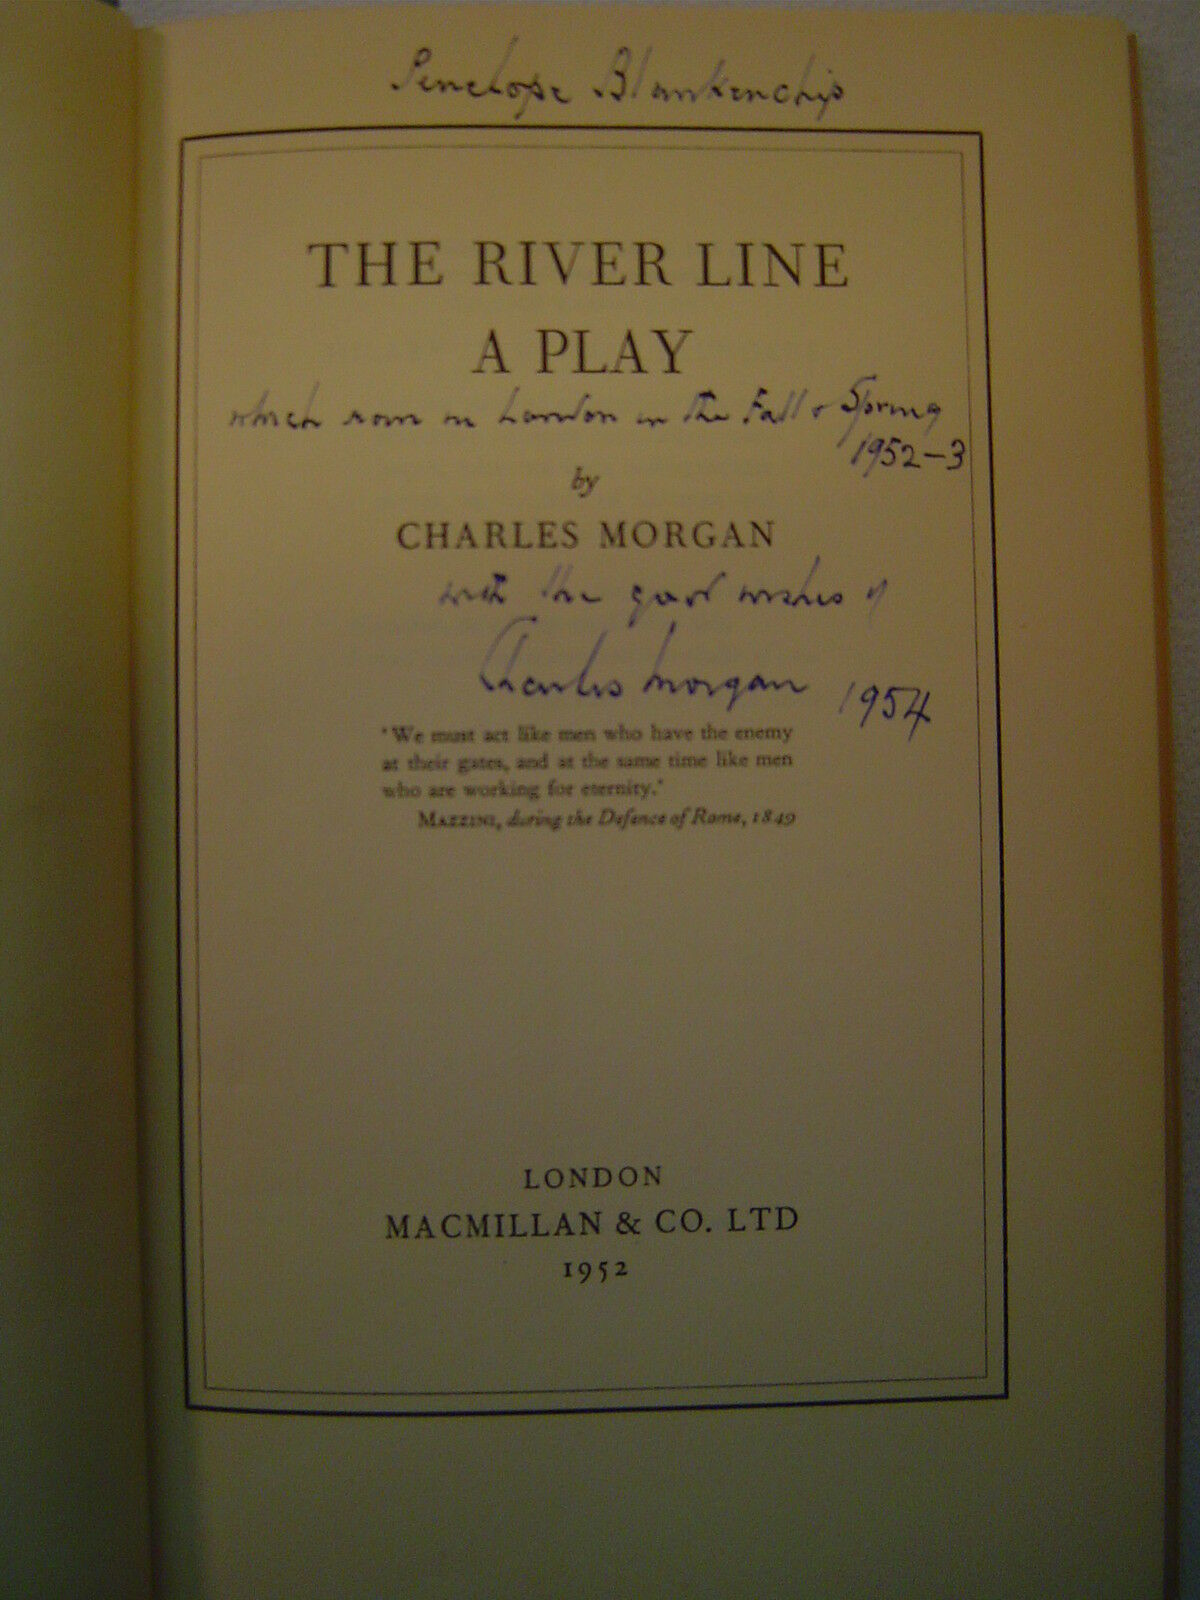 Penelope Blankenship
THE RIVER LINE
A PLAY
which ran in London in the Fall & Spring
1952–3
by
CHARLES MORGAN
with the good wishes of
Charles Morgan 1954
'We must act like men who have the enemy
at their gates, and at the same time like men
who are working for eternity.'
MAZZINI, during the Defence of Rome, 1849
LONDON
MACMILLAN & CO. LTD
1952